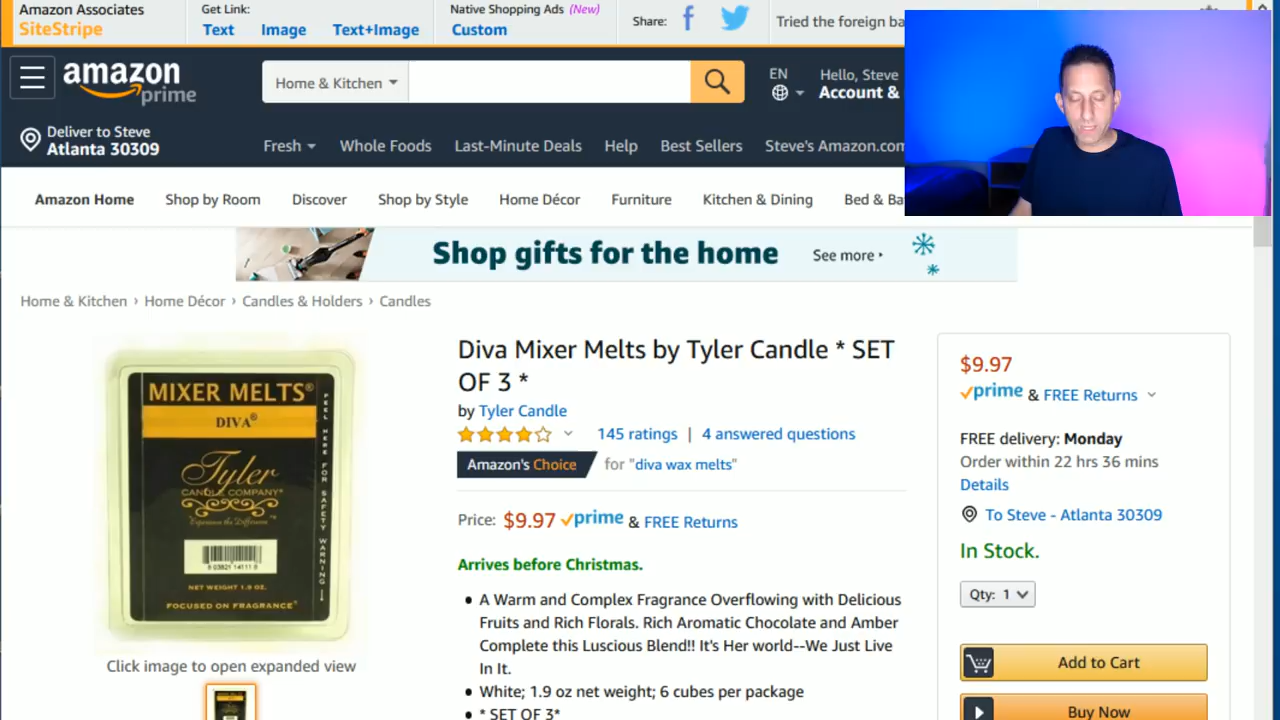 Amazon Associates
SiteStripe
Get Link:
Text Image Text+Image
Native Shopping Ads (New)
Custom
Share:
Tried the foreign ba
amazon
prime
Home & Kitchen
EN
Hello, Steve
Account &
Deliver to Steve
Atlanta 30309
Fresh Whole Foods Last-Minute Deals Help Best Sellers Steve's Amazon.com
Amazon Home Shop by Room Discover Shop by Style Home Décor Furniture Kitchen & Dining Bed & Ba
Shop gifts for the home See more
Home & Kitchen › Home Décor › Candles & Holders › Candles
MIXER MELTS®
DIVA®
Tyler
CANDLE COMPANY®
Experience the Difference™
PEEL HERE FOR SAFETY WARNING
NET WEIGHT 1.9 OZ.
FOCUSED ON FRAGRANCE®
Click image to open expanded view
Diva Mixer Melts by Tyler Candle * SET
OF 3 *
by Tyler Candle
145 ratings | 4 answered questions
Amazon's Choice for "diva wax melts"
Price: $9.97 prime & FREE Returns
Arrives before Christmas.
• A Warm and Complex Fragrance Overflowing with Delicious
Fruits and Rich Florals. Rich Aromatic Chocolate and Amber
Complete this Luscious Blend!! It's Her world--We Just Live
In It.
• White; 1.9 oz net weight; 6 cubes per package
• * SET OF 3*
$9.97
prime & FREE Returns
FREE delivery: Monday
Order within 22 hrs 36 mins
Details
To Steve - Atlanta 30309
In Stock.
Qty: 1
Add to Cart
Buy Now